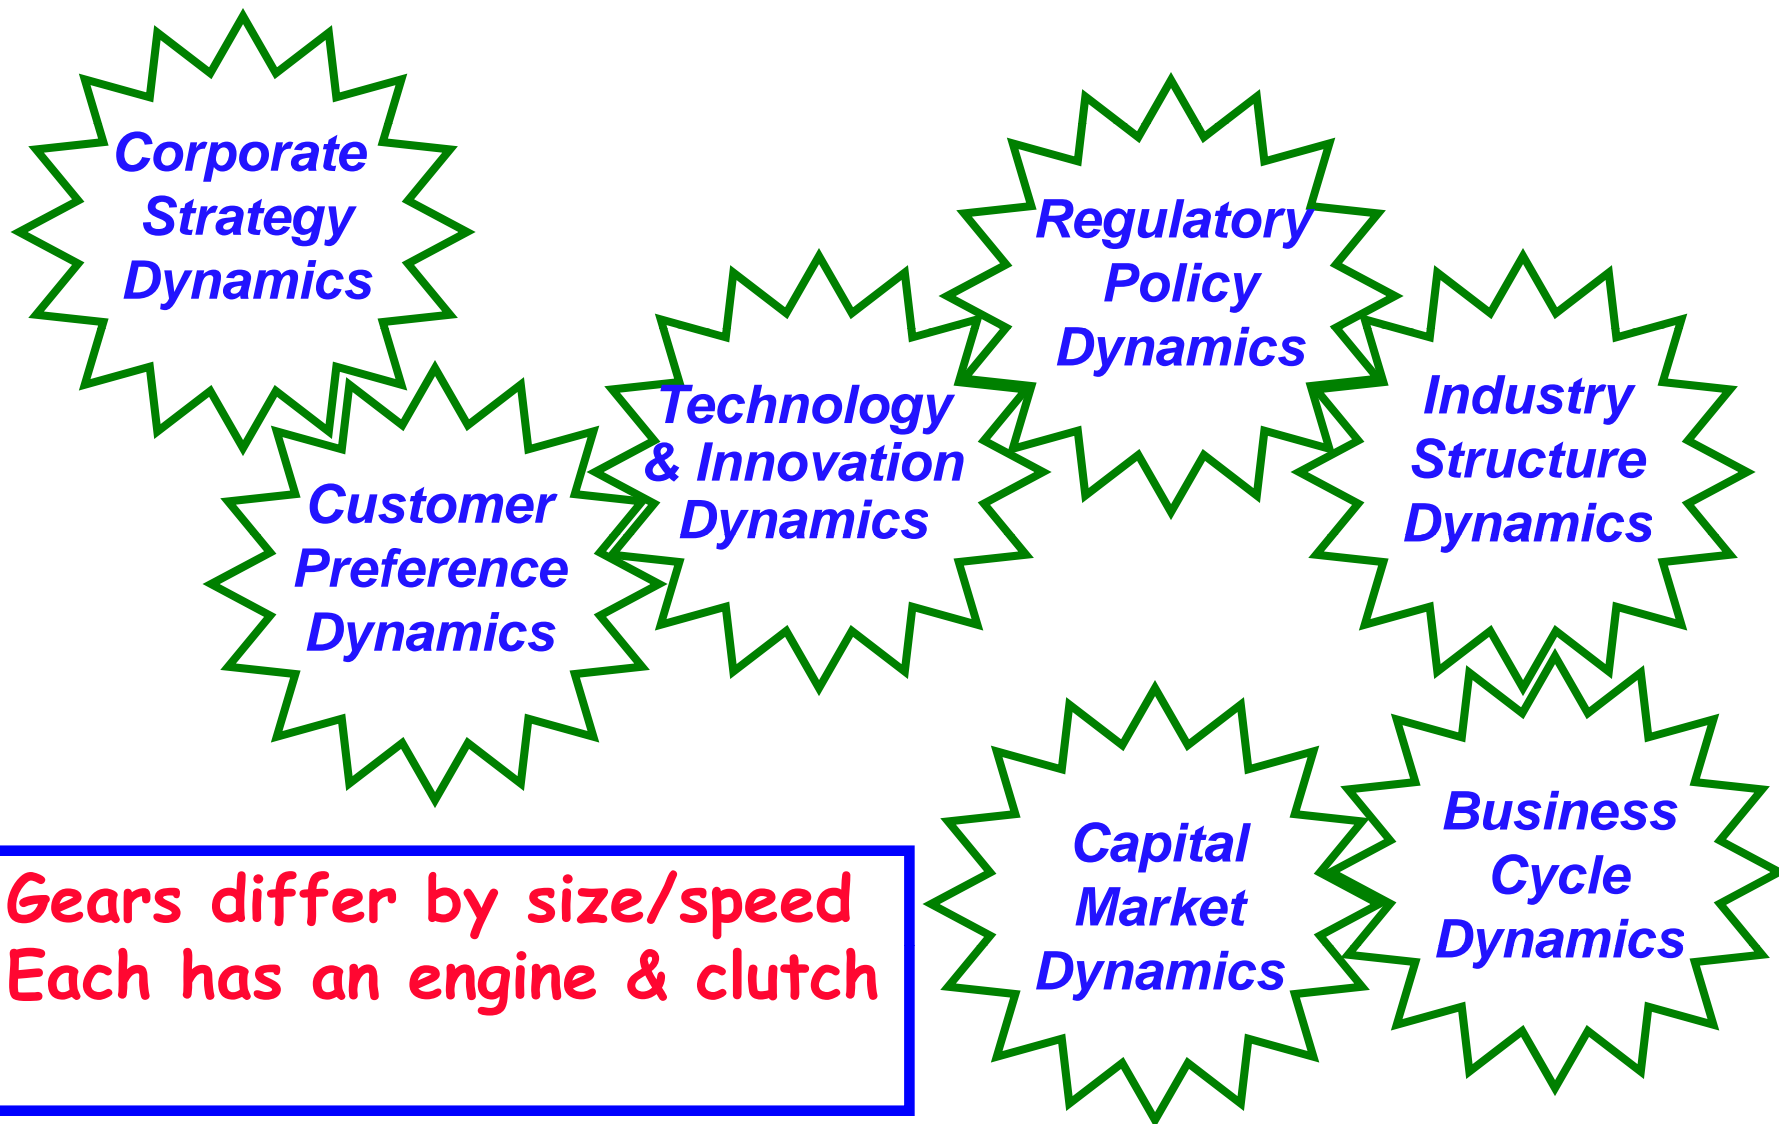 Corporate
Strategy
Dynamics
Customer
Preference
Dynamics
Technology
& Innovation
Dynamics
Regulatory
Policy
Dynamics
Industry
Structure
Dynamics
Business
Cycle
Dynamics
Capital
Market
Dynamics
Gears differ by size/speed
Each has an engine & clutch